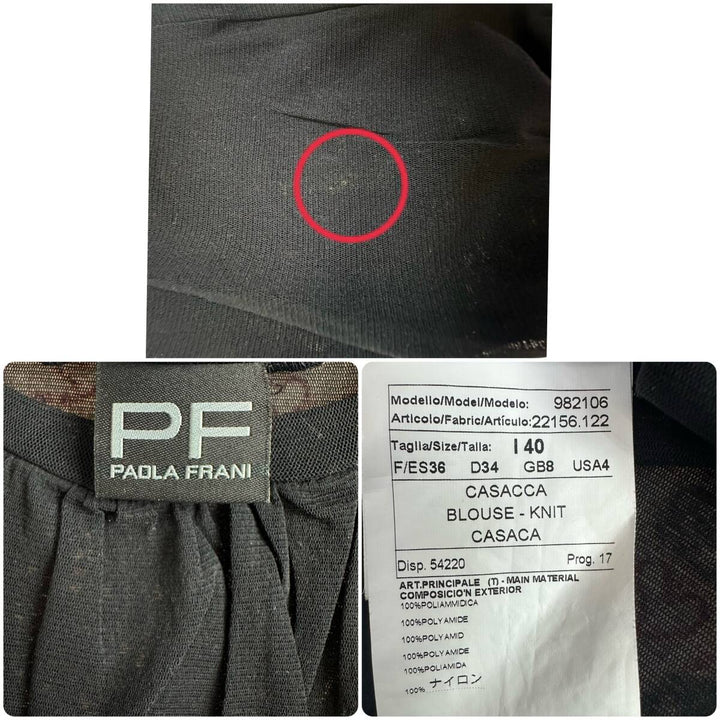 PF
PAOLA FRANI
Modello/Model/Modelo: 982106
Articolo/Fabric/Artículo: 22156.122
Taglia/Size/Talla: I 40
F/ES36 D34 GB8 USA4
CASACCA
BLOUSE - KNIT
CASACA
Disp. 54220 Prog. 17
ART.PRINCIPALE (T) - MAIN MATERIAL
COMPOSICIO'N EXTERIOR
100%POLIAMMIDICA
100%POLYAMIDE
100%POLYAMID
100%POLYAMIDE
100%POLIAMIDA
100% ナイロン